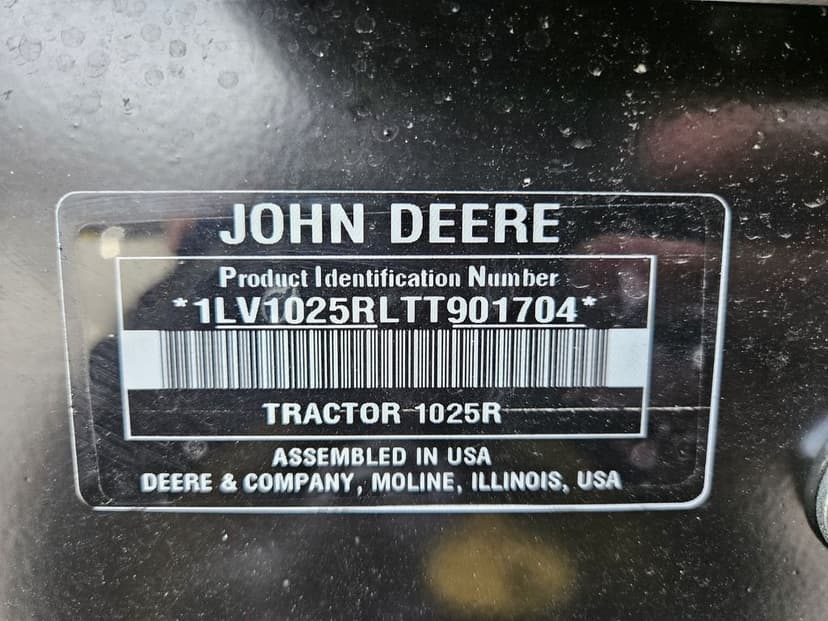 JOHN DEERE
Product Identification Number
*1LV1025RLTT901704*
TRACTOR 1025R
ASSEMBLED IN USA
DEERE & COMPANY, MOLINE, ILLINOIS, USA